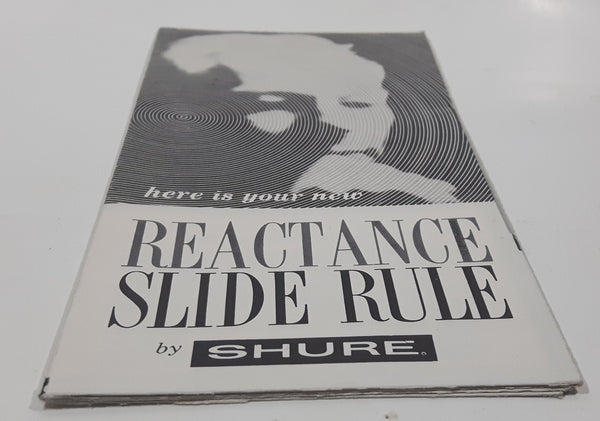 here is your new
REACTANCE
SLIDE RULE
by SHURE